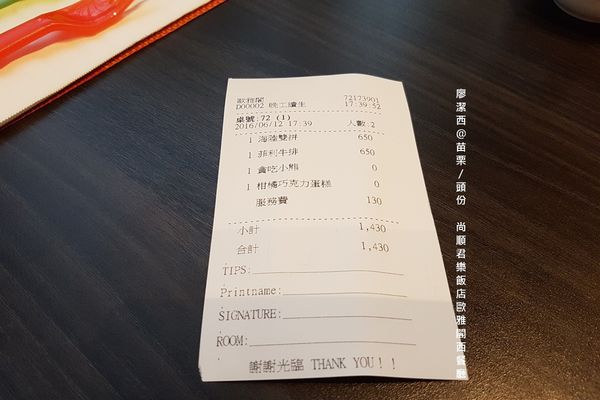 歐雅閣 72173901
D00002 晚工讀生 17:39:52
桌號:72 (1)
2016/06/12 17:39 人數:2
1 海陸雙拼 650
1 菲利牛排 650
1 貪吃小熊 0
1 柑橘巧克力蛋糕 0
服務費 130
小計 1,430
合計 1,430
TIPS:
Printname:
SIGNATURE:
ROOM:
謝謝光臨 THANK YOU！！
廖潔西@苗栗/頭份 尚順君樂飯店歐雅閣西餐廳